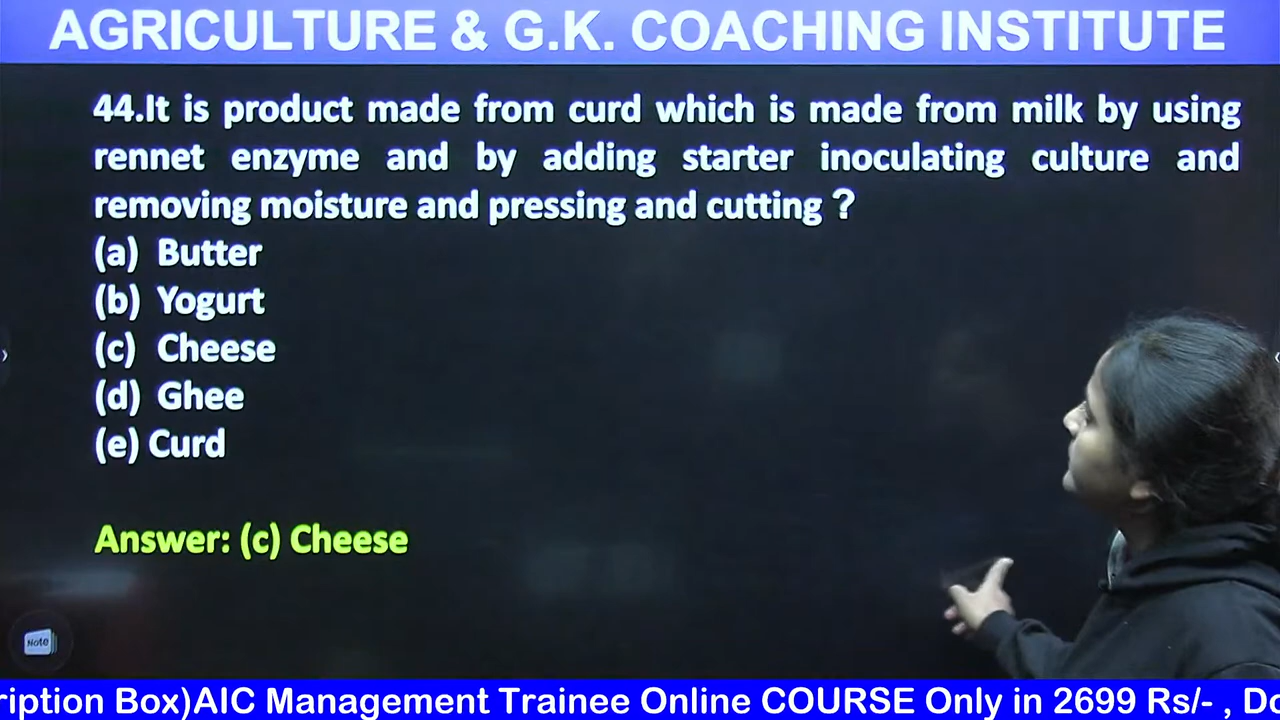 AGRICULTURE & G.K. COACHING INSTITUTE
44.It is product made from curd which is made from milk by using
rennet enzyme and by adding starter inoculating culture and
removing moisture and pressing and cutting ?
(a) Butter
(b) Yogurt
(c) Cheese
(d) Ghee
(e) Curd
Answer: (c) Cheese
Note
ription Box)AIC Management Trainee Online COURSE Only in 2699 Rs/- , Do